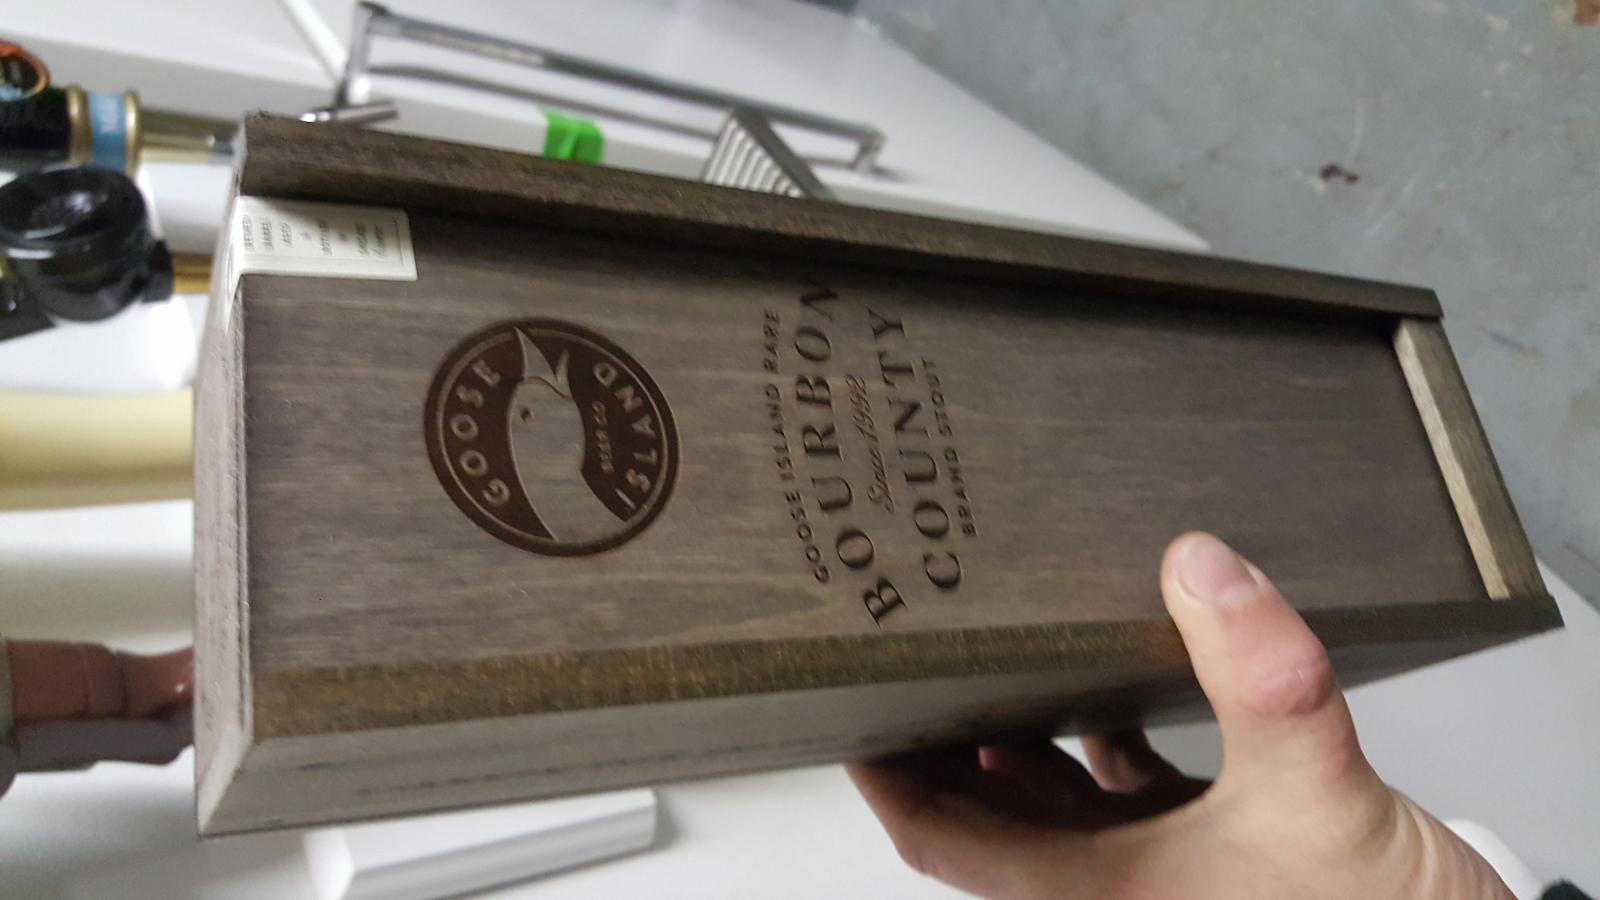 GOOSE
ISLAND
BEER CO
GOOSE ISLAND RARE
BOURBON
Since 1992
COUNTY
BRAND STOUT